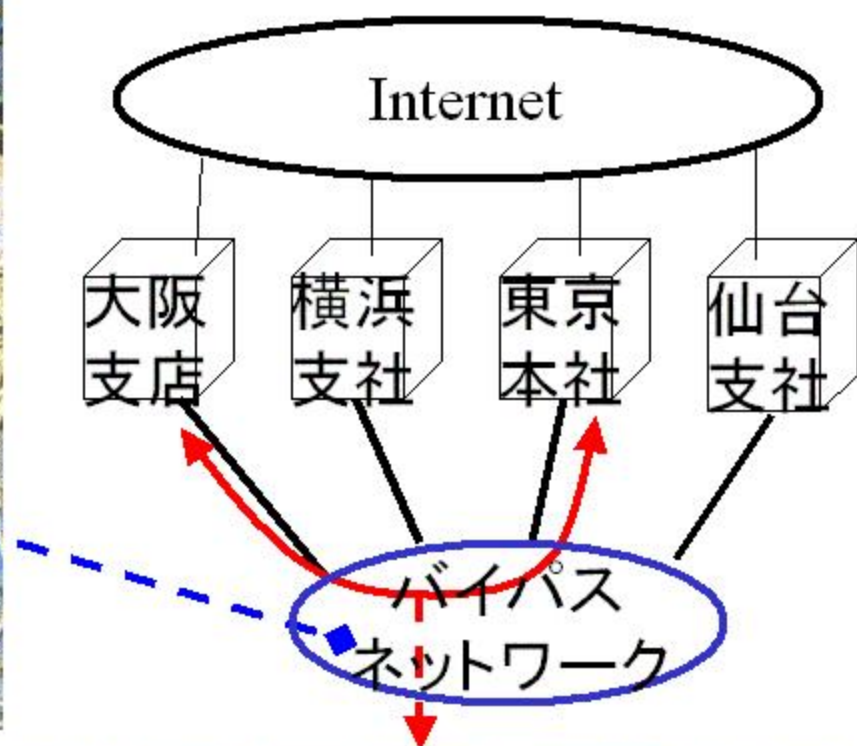 Internet
大阪
支店
横浜
支社
東京
本社
仙台
支社
バイパス
ネットワーク